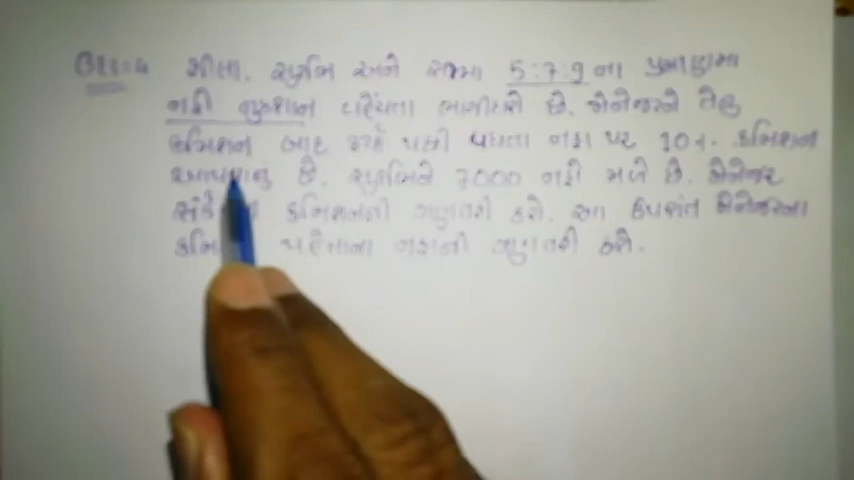 ઉદા:4 ગીતા, સુરભિ અને સીમા 5:7:9 ના પ્રમાણમાં
નફો નુકશાન વહેંચતા ભાગીદારો છે. મેનેજરને તેનું
કમિશન બાદ કર્યા પછી વધતા નફા પર 10 %. કમિશન
આપવાનું છે. સુરભિને 7000 નફો મળે છે. મેનેજર
કમિશનની ગણતરી કરો. આ ઉપરાંત મેનેજરના
પહેલાના નફાની ગણતરી કરો.